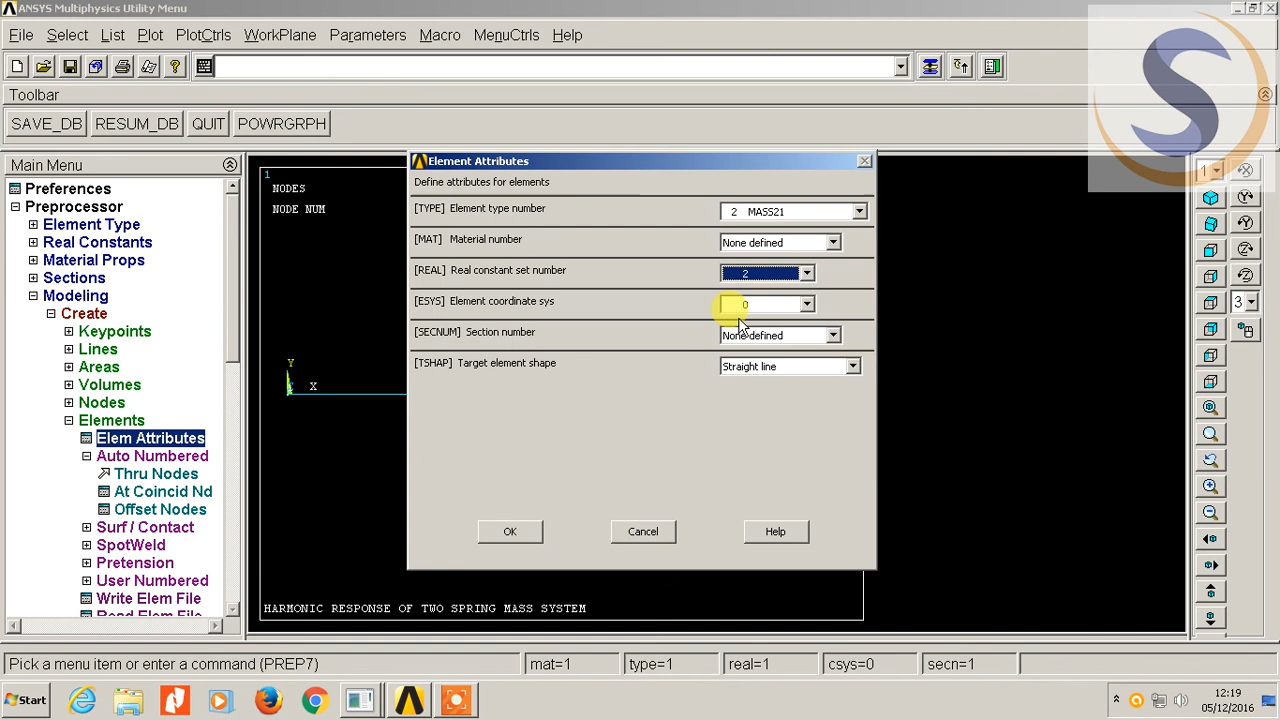 ANSYS Multiphysics Utility Menu
File Select List Plot PlotCtrls WorkPlane Parameters Macro MenuCtrls Help
Toolbar
SAVE_DB RESUM_DB QUIT POWRGRPH
Main Menu
Preferences
Preprocessor
Element Type
Real Constants
Material Props
Sections
Modeling
Create
Keypoints
Lines
Areas
Volumes
Nodes
Elements
Elem Attributes
Auto Numbered
Thru Nodes
At Coincid Nd
Offset Nodes
Surf / Contact
SpotWeld
Pretension
User Numbered
Write Elem File
Read Elem File
1
NODES
NODE NUM
Y
X
HARMONIC RESPONSE OF TWO SPRING MASS SYSTEM
Element Attributes
Define attributes for elements
[TYPE] Element type number 2 MASS21
[MAT] Material number None defined
[REAL] Real constant set number 2
[ESYS] Element coordinate sys 0
[SECNUM] Section number None defined
[TSHAP] Target element shape Straight line
OK Cancel Help
1
3
Pick a menu item or enter a command (PREP7) mat=1 type=1 real=1 csys=0 secn=1
Start
12:19
05/12/2016